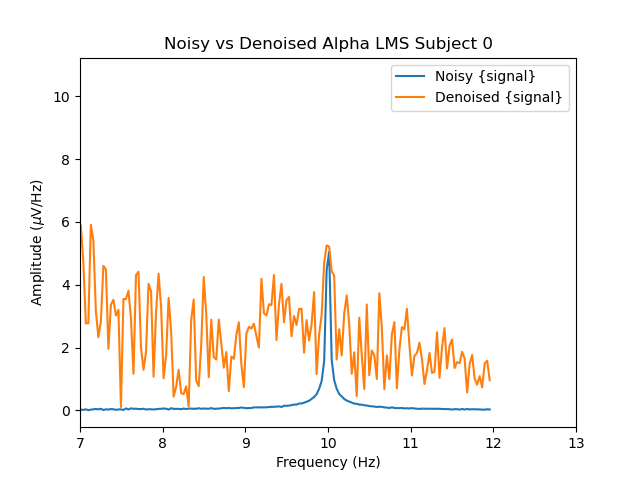 Noisy vs Denoised Alpha LMS Subject 0
Noisy {signal}
Denoised {signal}
10
8
6
4
2
0
Amplitude (μV/Hz)
7 8 9 10 11 12 13
Frequency (Hz)